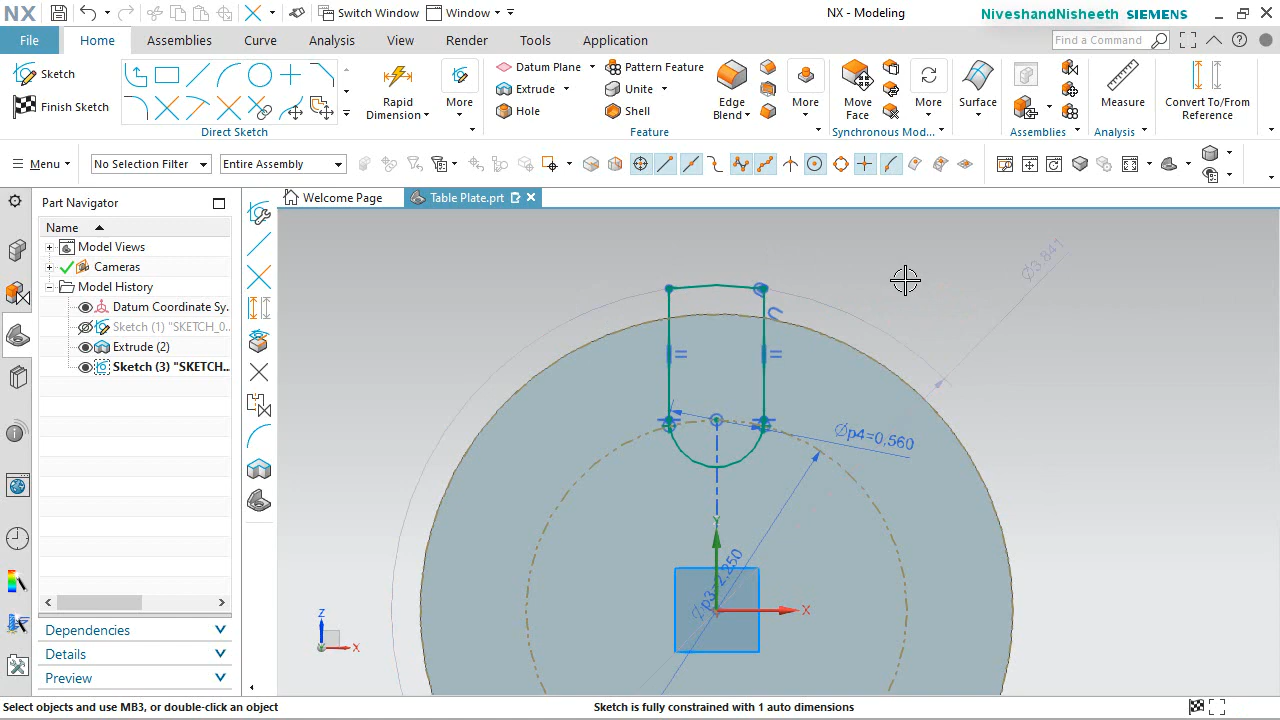 NX
Switch Window
Window
NX - Modeling
NiveshandNisheeth SIEMENS
File
Home
Assemblies
Curve
Analysis
View
Render
Tools
Application
Find a Command
Sketch
Finish Sketch
Direct Sketch
Rapid
Dimension
More
Datum Plane
Extrude
Hole
Pattern Feature
Unite
Shell
Edge
Blend
More
Feature
Move
Face
More
Synchronous Mod...
Surface
Assemblies
Measure
Analysis
Convert To/From
Reference
Menu
No Selection Filter
Entire Assembly
Welcome Page
Table Plate.prt
Part Navigator
Name
Model Views
Cameras
Model History
Datum Coordinate Sy...
Sketch (1) "SKETCH_0...
Extrude (2)
Sketch (3) "SKETCH...
Dependencies
Details
Preview
Ø3.841
Øp4=0,560
Øp3=2,250
Y
X
Z
X
Select objects and use MB3, or double-click an object
Sketch is fully constrained with 1 auto dimensions